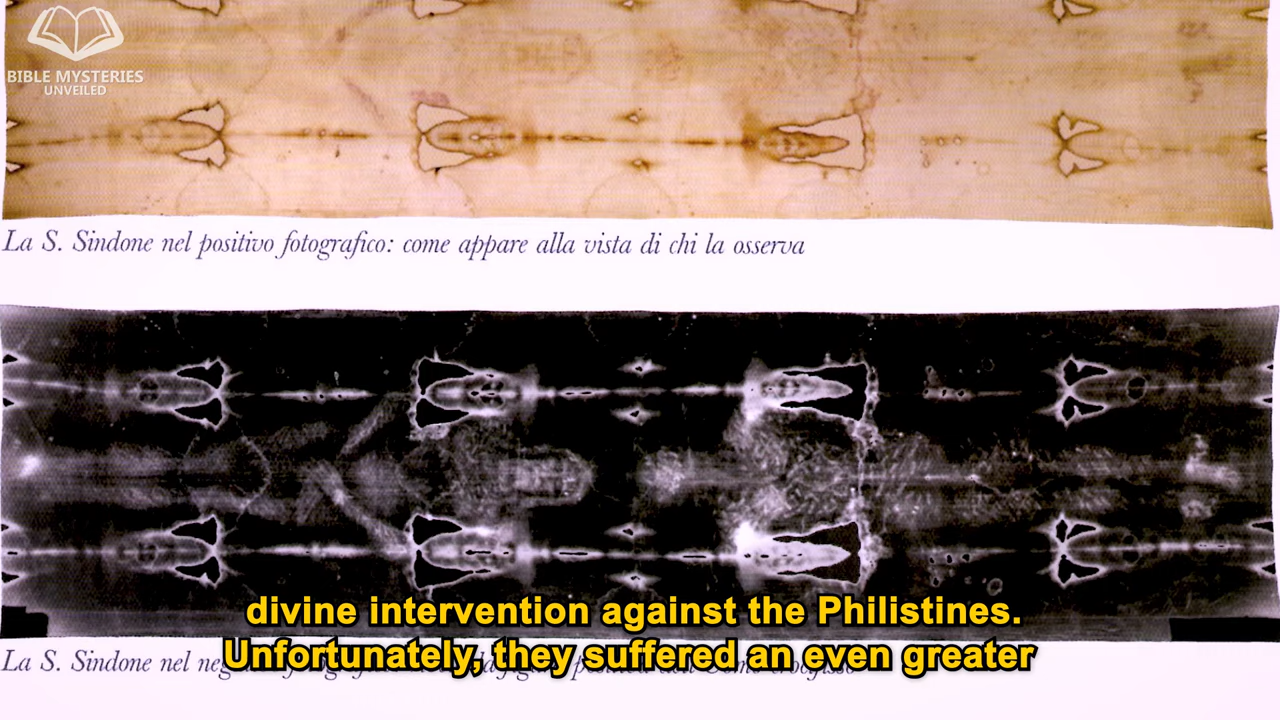 BIBLE MYSTERIES
UNVEILED
La S. Sindone nel positivo fotografico: come appare alla vista di chi la osserva
divine intervention against the Philistines.
Unfortunately, they suffered an even greater
La S. Sindone nel